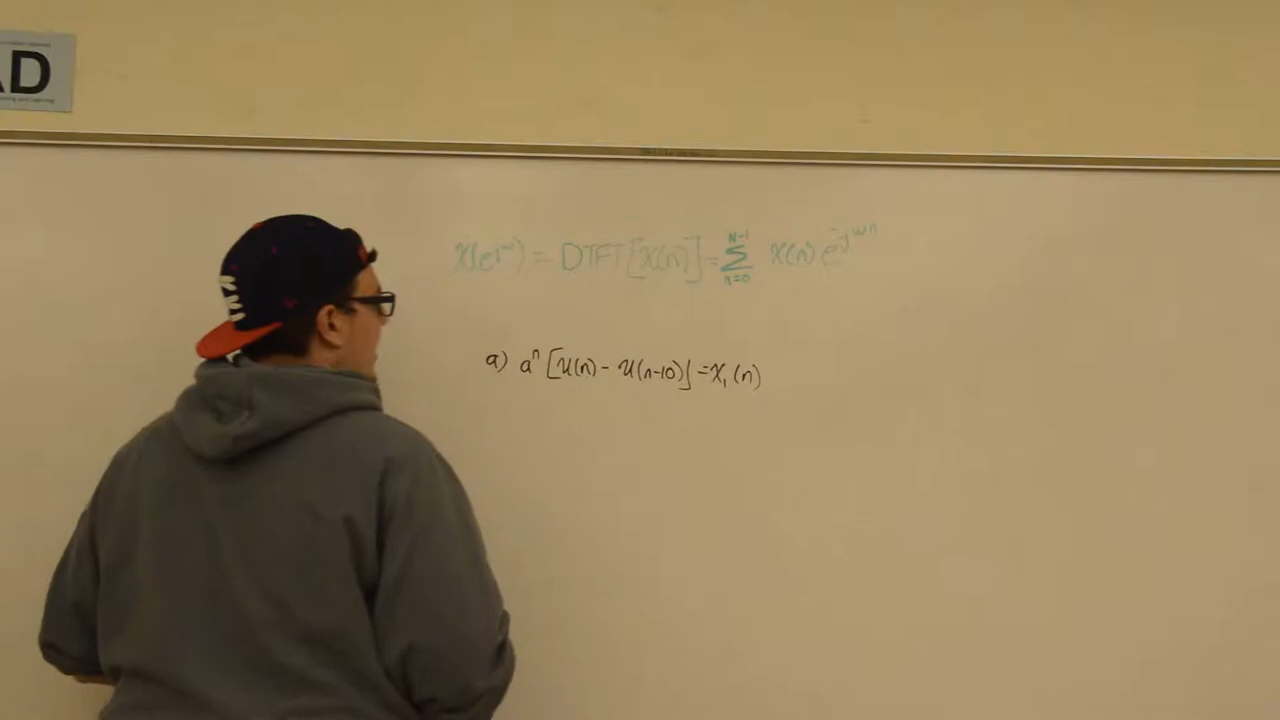 AD
X(e^jω) = DTFT[x(n)] = Σ_{n=0}^{N-1} x(n) e^{-jωn}
a) a^n [u(n) - u(n-10)] = x₁(n)